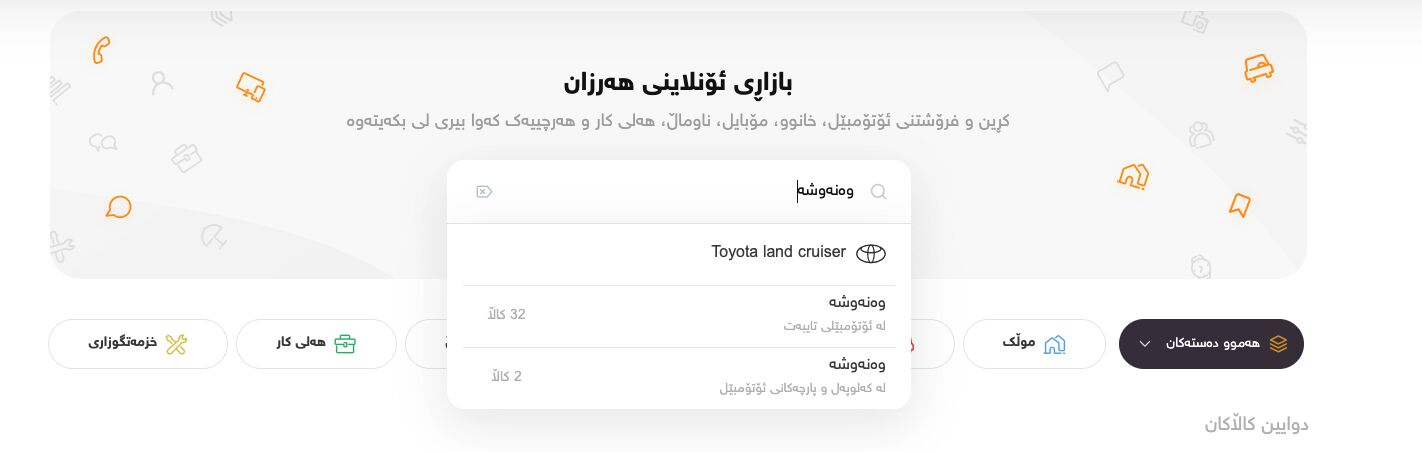 بازاڕی ئۆنلاینی هەرزان
کڕین و فرۆشتنی ئۆتۆمبێل، خانوو، مۆبایل، ناوماڵ، هەلی کار و هەرچییەک کەوا بیری لی بکەیتەوە
وەنەوشە
Toyota land cruiser
وەنەوشە
32 کاڵا
لە ئۆتۆمبێلی تایبەت
وەنەوشە
2 کاڵا
لە کەلوپەل و پارچەکانی ئۆتۆمبێل
هەموو دەستەکان
موڵک
هەلی کار
خزمەتگوزاری
دوایین کاڵاکان